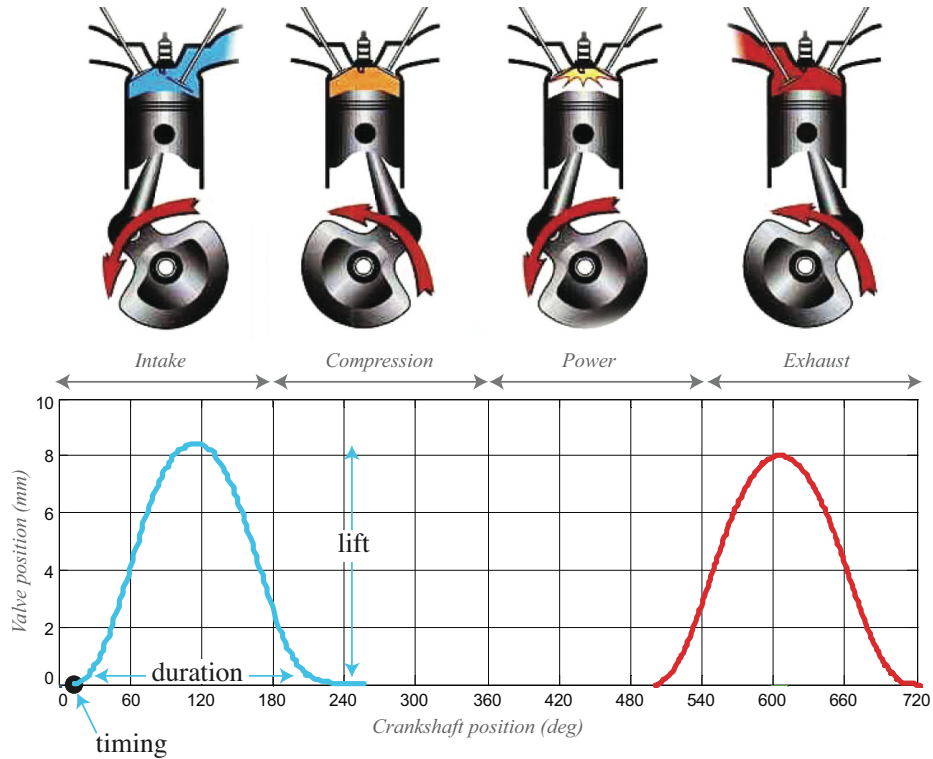 Intake Compression Power Exhaust
10
8
6
4
2
0
Valve position (mm)
lift
duration
0 60 120 180 240 300 360 420 480 540 600 660 720
Crankshaft position (deg)
timing